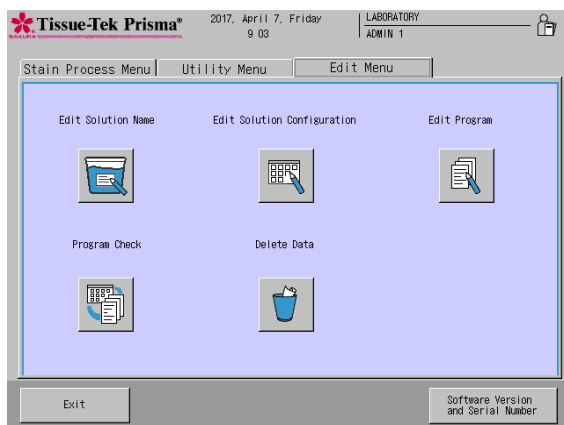 SAKURA Tissue-Tek Prisma®
2017, April 7, Friday
9 03
LABORATORY
ADMIN 1
Stain Process Menu
Utility Menu
Edit Menu
Edit Solution Name
Edit Solution Configuration
Edit Program
Program Check
Delete Data
Exit
Software Version
and Serial Number